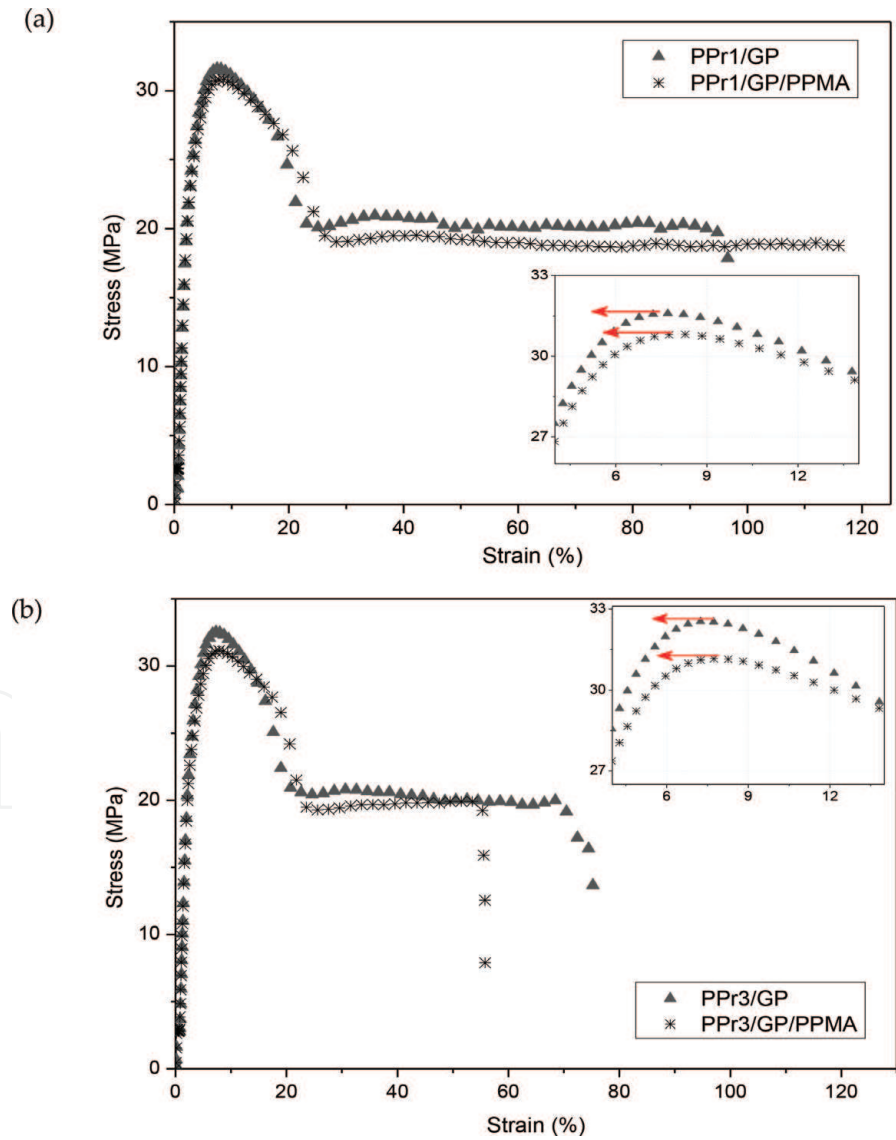 (a)
PPr1/GP
PPr1/GP/PPMA
30
20
10
0
Stress (MPa)
33
30
27
6 9 12
0 20 40 60 80 100 120
Strain (%)
(b)
33
30
27
6 9 12
30
20
10
0
Stress (MPa)
PPr3/GP
PPr3/GP/PPMA
0 20 40 60 80 100 120
Strain (%)